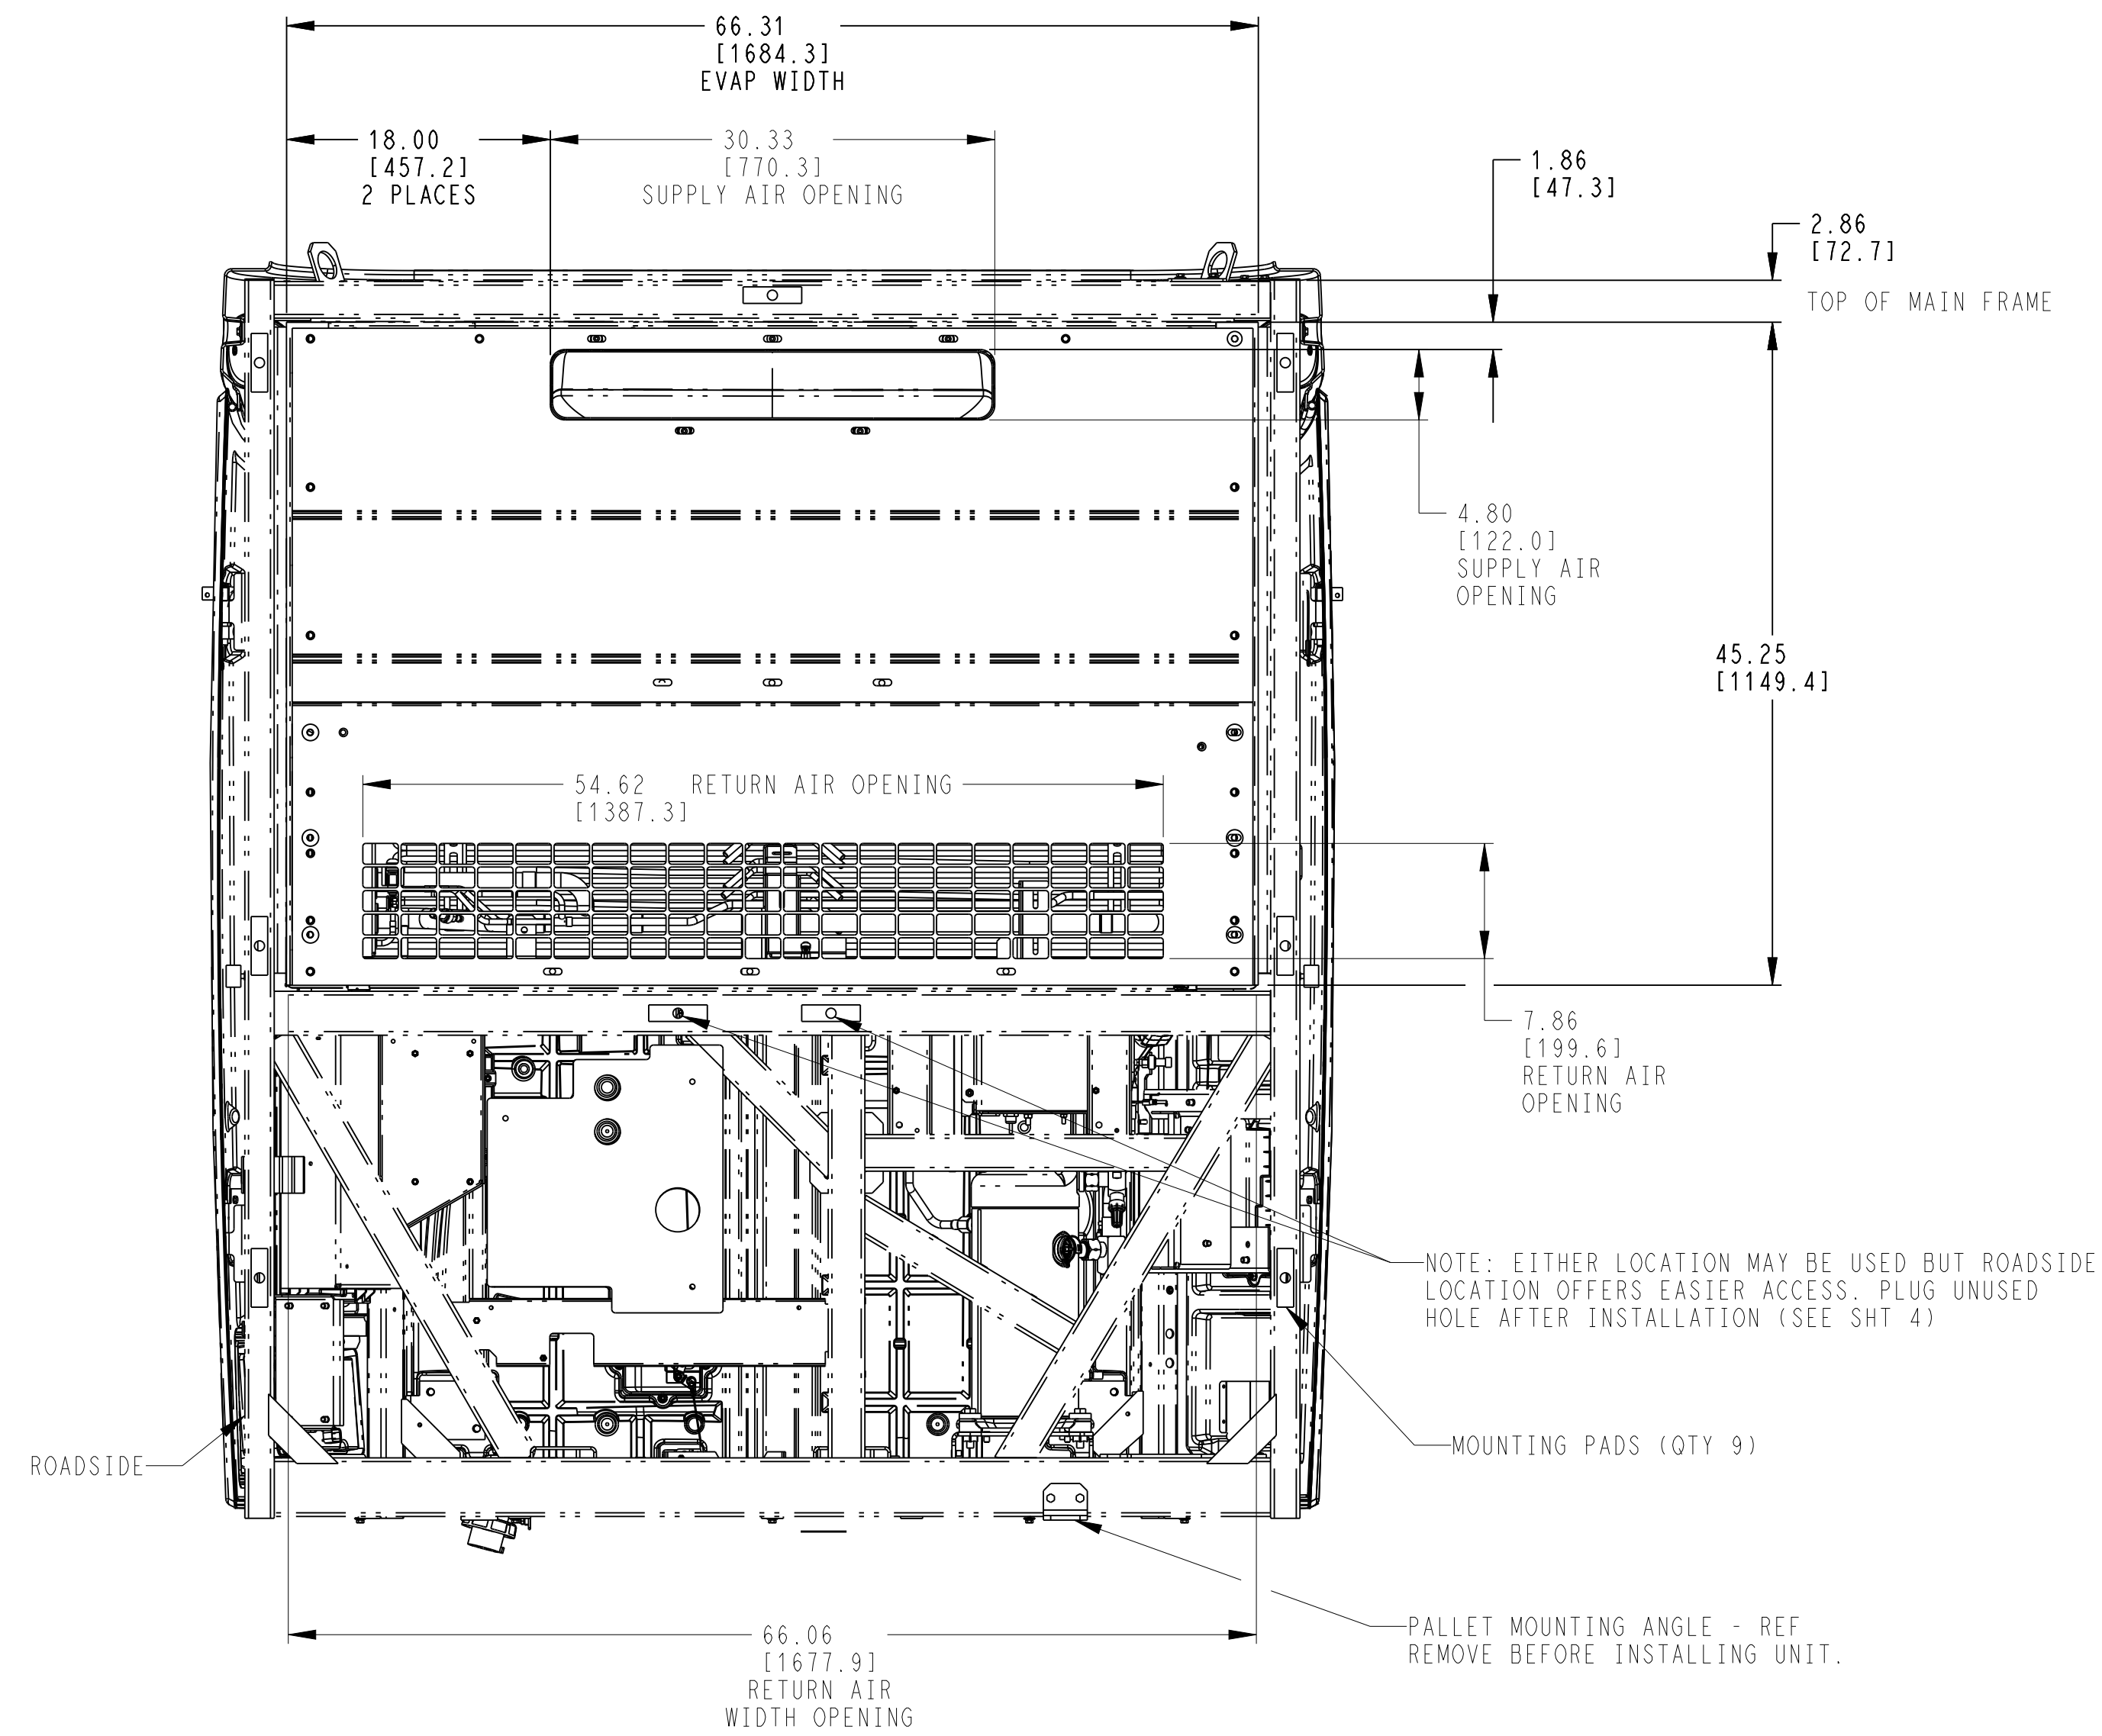 66.31
[1684.3]
EVAP WIDTH
18.00
[457.2]
2 PLACES
30.33
[770.3]
SUPPLY AIR OPENING
1.86
[47.3]
2.86
[72.7]
TOP OF MAIN FRAME
4.80
[122.0]
SUPPLY AIR
OPENING
45.25
[1149.4]
54.62 RETURN AIR OPENING
[1387.3]
7.86
[199.6]
RETURN AIR
OPENING
NOTE: EITHER LOCATION MAY BE USED BUT ROADSIDE
LOCATION OFFERS EASIER ACCESS. PLUG UNUSED
HOLE AFTER INSTALLATION (SEE SHT 4)
MOUNTING PADS (QTY 9)
ROADSIDE
PALLET MOUNTING ANGLE - REF
REMOVE BEFORE INSTALLING UNIT.
66.06
[1677.9]
RETURN AIR
WIDTH OPENING